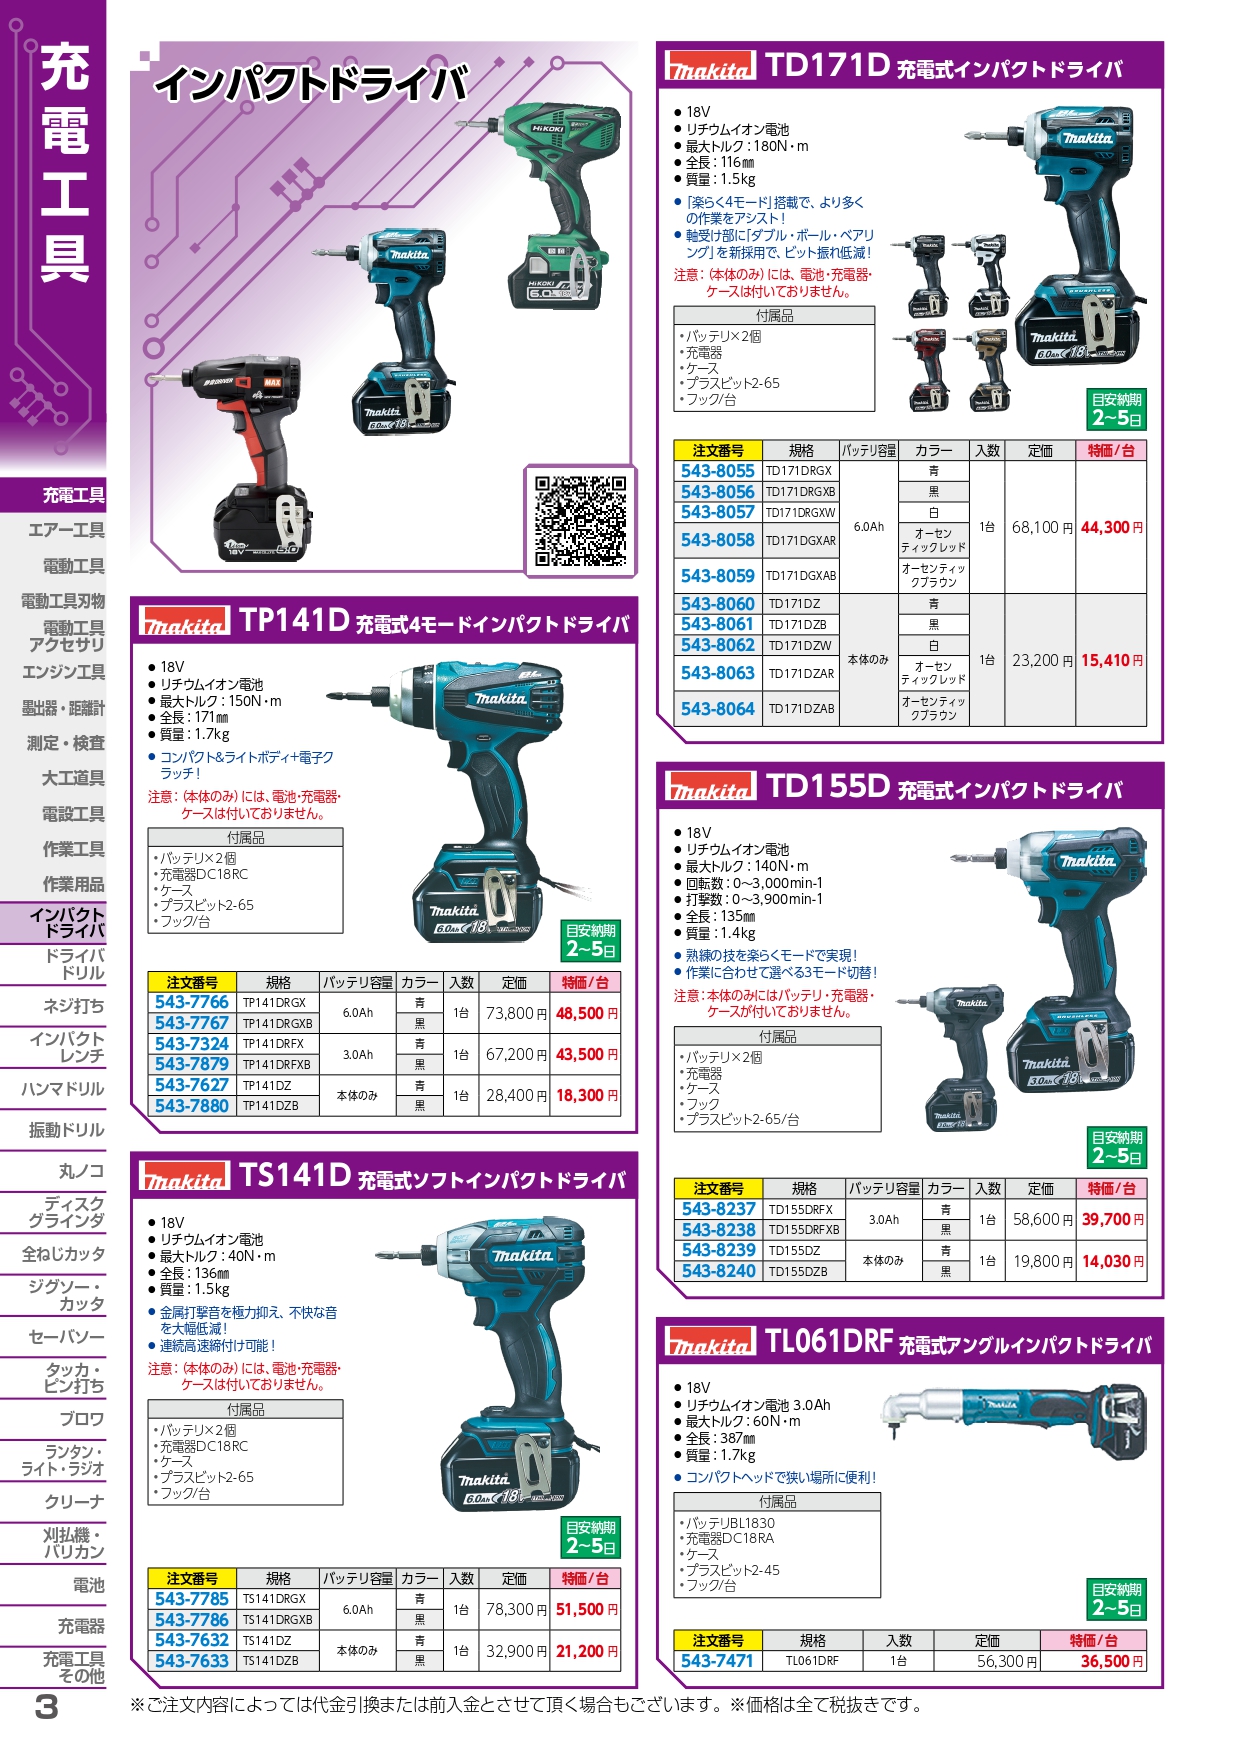 充電工具
充電工具
エアー工具
電動工具
電動工具刃物
電動工具
アクセサリ
エンジン工具
墨出器・距離計
測定・検査
大工道具
電設工具
作業工具
作業用品
インパクト
ドライバ
ドライバ
ドリル
ネジ打ち
インパクト
レンチ
ハンマドリル
振動ドリル
丸ノコ
ディスク
グラインダ
全ねじカッタ
ジグソー・
カッタ
セーバソー
タッカ・
ピン打ち
ブロワ
ランタン・
ライト・ラジオ
クリーナ
刈払機・
バリカン
電池
充電器
充電工具
その他
3
インパクトドライバ
makita TP141D 充電式4モードインパクトドライバ
● 18V
● リチウムイオン電池
● 最大トルク：150N・m
● 全長：171㎜
● 質量：1.7kg
● コンパクト&ライトボディ+電子ク
ラッチ！
注意：（本体のみ）には、電池・充電器・
ケースは付いておりません。
付属品
・バッテリ×2個
・充電器DC18RC
・ケース
・プラスビット2-65
・フック/台
目安納期
2～5日
注文番号 規格 バッテリ容量 カラー 入数 定価 特価/台
543-7766 TP141DRGX 6.0Ah 青 1台 73,800円 48,500円
543-7767 TP141DRGXB 黒
543-7324 TP141DRFX 3.0Ah 青 1台 67,200円 43,500円
543-7879 TP141DRFXB 黒
543-7627 TP141DZ 本体のみ 青 1台 28,400円 18,300円
543-7880 TP141DZB 黒
makita TS141D 充電式ソフトインパクトドライバ
● 18V
● リチウムイオン電池
● 最大トルク：40N・m
● 全長：136㎜
● 質量：1.5kg
● 金属打撃音を極力抑え、不快な音
を大幅低減！
● 連続高速締付け可能！
注意：（本体のみ）には、電池・充電器・
ケースは付いておりません。
付属品
・バッテリ×2個
・充電器DC18RC
・ケース
・プラスビット2-65
・フック/台
目安納期
2～5日
注文番号 規格 バッテリ容量 カラー 入数 定価 特価/台
543-7785 TS141DRGX 6.0Ah 青 1台 78,300円 51,500円
543-7786 TS141DRGXB 黒
543-7632 TS141DZ 本体のみ 青 1台 32,900円 21,200円
543-7633 TS141DZB 黒
makita TD171D 充電式インパクトドライバ
● 18V
● リチウムイオン電池
● 最大トルク：180N・m
● 全長：116㎜
● 質量：1.5kg
● 「楽らく4モード」搭載で、より多く
の作業をアシスト！
● 軸受け部に「ダブル・ボール・ベアリ
ング」を新採用で、ビット振れ低減！
注意：（本体のみ）には、電池・充電器・
ケースは付いておりません。
付属品
・バッテリ×2個
・充電器
・ケース
・プラスビット2-65
・フック/台
目安納期
2～5日
注文番号 規格 バッテリ容量 カラー 入数 定価 特価/台
543-8055 TD171DRGX 6.0Ah 青 1台 68,100円 44,300円
543-8056 TD171DRGXB 黒
543-8057 TD171DRGXW 白
543-8058 TD171DGXAR オーセン
ティックレッド
543-8059 TD171DGXAB オーセンティッ
クブラウン
543-8060 TD171DZ 本体のみ 青 1台 23,200円 15,410円
543-8061 TD171DZB 黒
543-8062 TD171DZW 白
543-8063 TD171DZAR オーセン
ティックレッド
543-8064 TD171DZAB オーセンティッ
クブラウン
makita TD155D 充電式インパクトドライバ
● 18V
● リチウムイオン電池
● 最大トルク：140N・m
● 回転数：0～3,000min-1
● 打撃数：0～3,900min-1
● 全長：135㎜
● 質量：1.4kg
● 熟練の技を楽らくモードで実現！
● 作業に合わせて選べる3モード切替！
注意：本体のみにはバッテリ・充電器・
ケースが付いておりません。
付属品
・バッテリ×2個
・充電器
・ケース
・フック
・プラスビット2-65/台
目安納期
2～5日
注文番号 規格 バッテリ容量 カラー 入数 定価 特価/台
543-8237 TD155DRFX 3.0Ah 青 1台 58,600円 39,700円
543-8238 TD155DRFXB 黒
543-8239 TD155DZ 本体のみ 青 1台 19,800円 14,030円
543-8240 TD155DZB 黒
makita TL061DRF 充電式アングルインパクトドライバ
● 18V
● リチウムイオン電池 3.0Ah
● 最大トルク：60N・m
● 全長：387㎜
● 質量：1.7kg
● コンパクトヘッドで狭い場所に便利！
付属品
・バッテリBL1830
・充電器DC18RA
・ケース
・プラスビット2-45
・フック/台
目安納期
2～5日
注文番号 規格 入数 定価 特価/台
543-7471 TL061DRF 1台 56,300円 36,500円
※ご注文内容によっては代金引換または前入金とさせて頂く場合もございます。※価格は全て税抜きです。